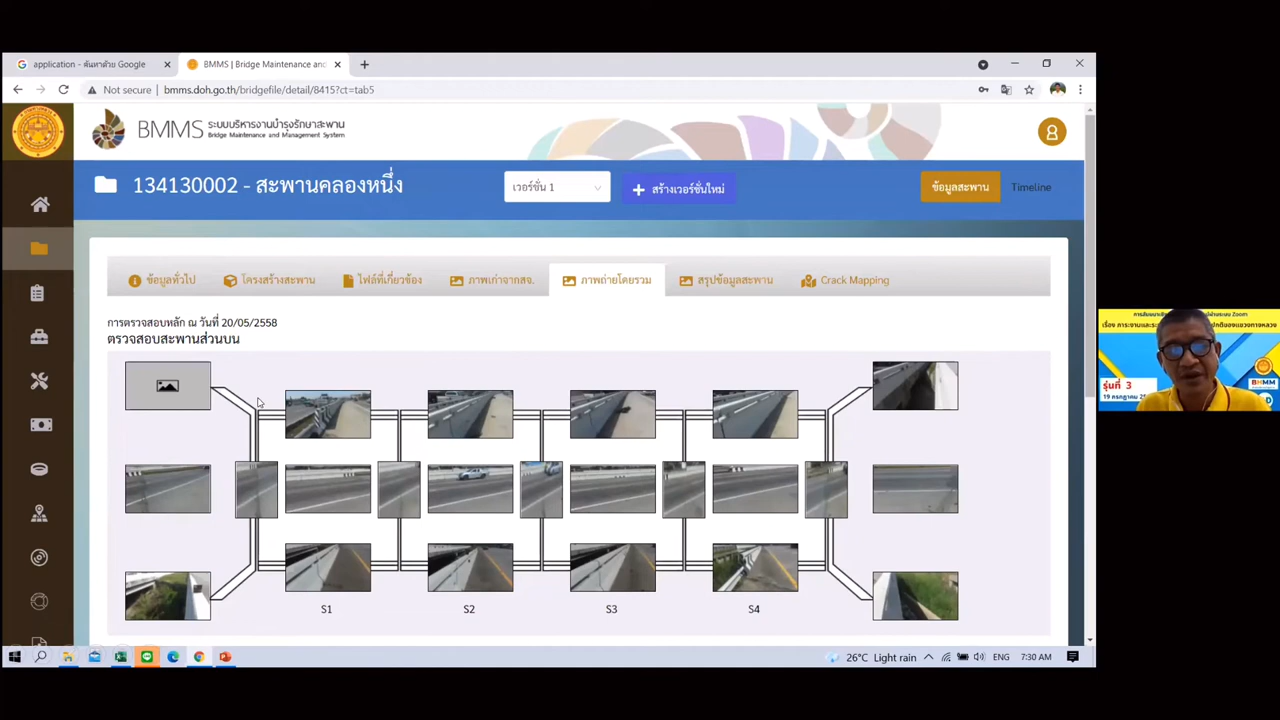 application - ค้นหาด้วย Google
BMMS | Bridge Maintenance and
Not secure
bmms.doh.go.th/bridgefile/detail/8415?ct=tab5
BMMS
ระบบบริหารงานบำรุงรักษาสะพาน
Bridge Maintenance and Management System
134130002 - สะพานคลองหนึ่ง
เวอร์ชั่น 1
สร้างเวอร์ชั่นใหม่
ข้อมูลสะพาน
Timeline
ข้อมูลทั่วไป
โครงสร้างสะพาน
ไฟล์ที่เกี่ยวข้อง
ภาพเก่าจากสจ.
ภาพถ่ายโดยรวม
สรุปข้อมูลสะพาน
Crack Mapping
การตรวจสอบหลัก ณ วันที่ 20/05/2558
ตรวจสอบสะพานส่วนบน
S1
S2
S3
S4
รุ่นที่ 3
26°C Light rain
ENG
7:30 AM